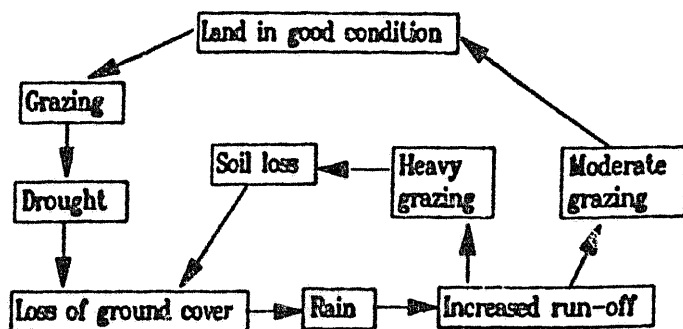 Land in good condition
Grazing
Soil loss
Heavy
grazing
Moderate
grazing
Drought
Loss of ground cover
Rain
Increased run-off